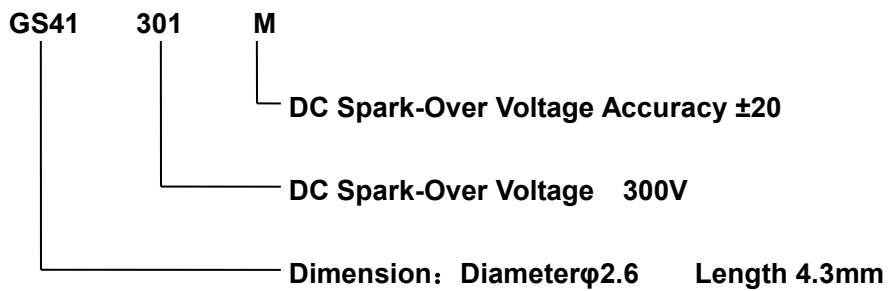 GS41 301 M
DC Spark-Over Voltage Accuracy ±20
DC Spark-Over Voltage 300V
Dimension：Diameterφ2.6 Length 4.3mm